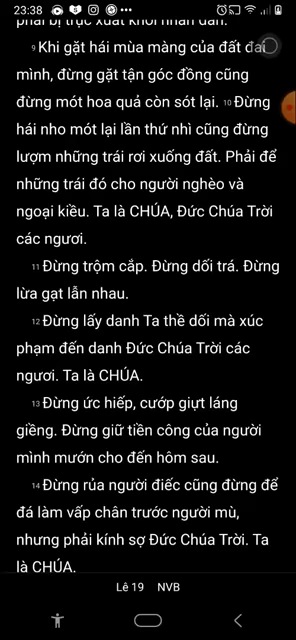 23:38
phải bị trục xuất khỏi nhân dân.
9 Khi gặt hái mùa màng của đất đai
mình, đừng gặt tận góc đồng cũng
đừng mót hoa quả còn sót lại. 10 Đừng
hái nho mót lại lần thứ nhì cũng đừng
lượm những trái rơi xuống đất. Phải để
những trái đó cho người nghèo và
ngoại kiều. Ta là CHÚA, Đức Chúa Trời
các ngươi.
11 Đừng trộm cắp. Đừng dối trá. Đừng
lừa gạt lẫn nhau.
12 Đừng lấy danh Ta thề dối mà xúc
phạm đến danh Đức Chúa Trời các
ngươi. Ta là CHÚA.
13 Đừng ức hiếp, cướp giựt láng
giềng. Đừng giữ tiền công của người
mình mướn cho đến hôm sau.
14 Đừng rủa người điếc cũng đừng để
đá làm vấp chân trước người mù,
nhưng phải kính sợ Đức Chúa Trời. Ta
là CHÚA.
Lê 19 NVB